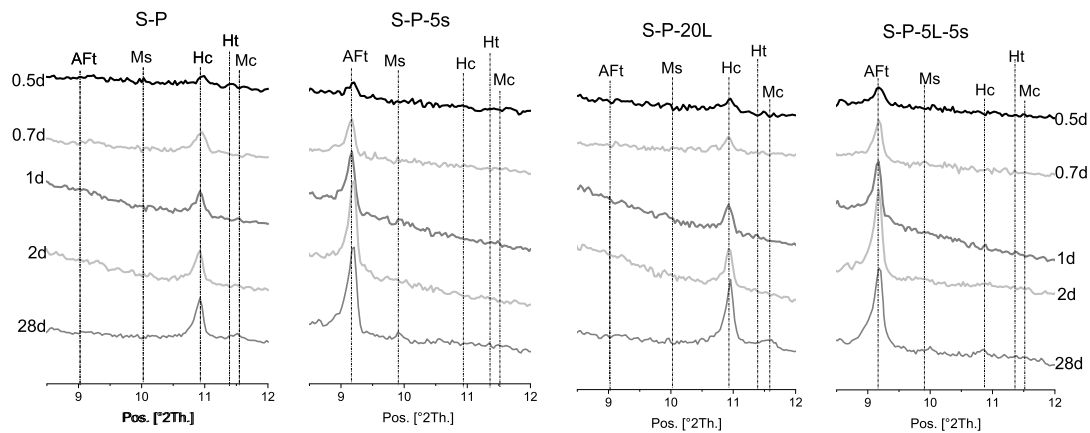 S-P
AFt Ms Hc Ht Mc
0.5d
0.7d
1d
2d
28d
9 10 11 12
Pos. [°2Th.]
S-P-5s
AFt Ms Hc Ht Mc
9 10 11 12
Pos. [°2Th.]
S-P-20L
AFt Ms Hc Ht Mc
9 10 11 12
Pos. [°2Th.]
S-P-5L-5s
AFt Ms Hc Ht Mc
0.5d
0.7d
1d
2d
28d
9 10 11 12
Pos. [°2Th.]